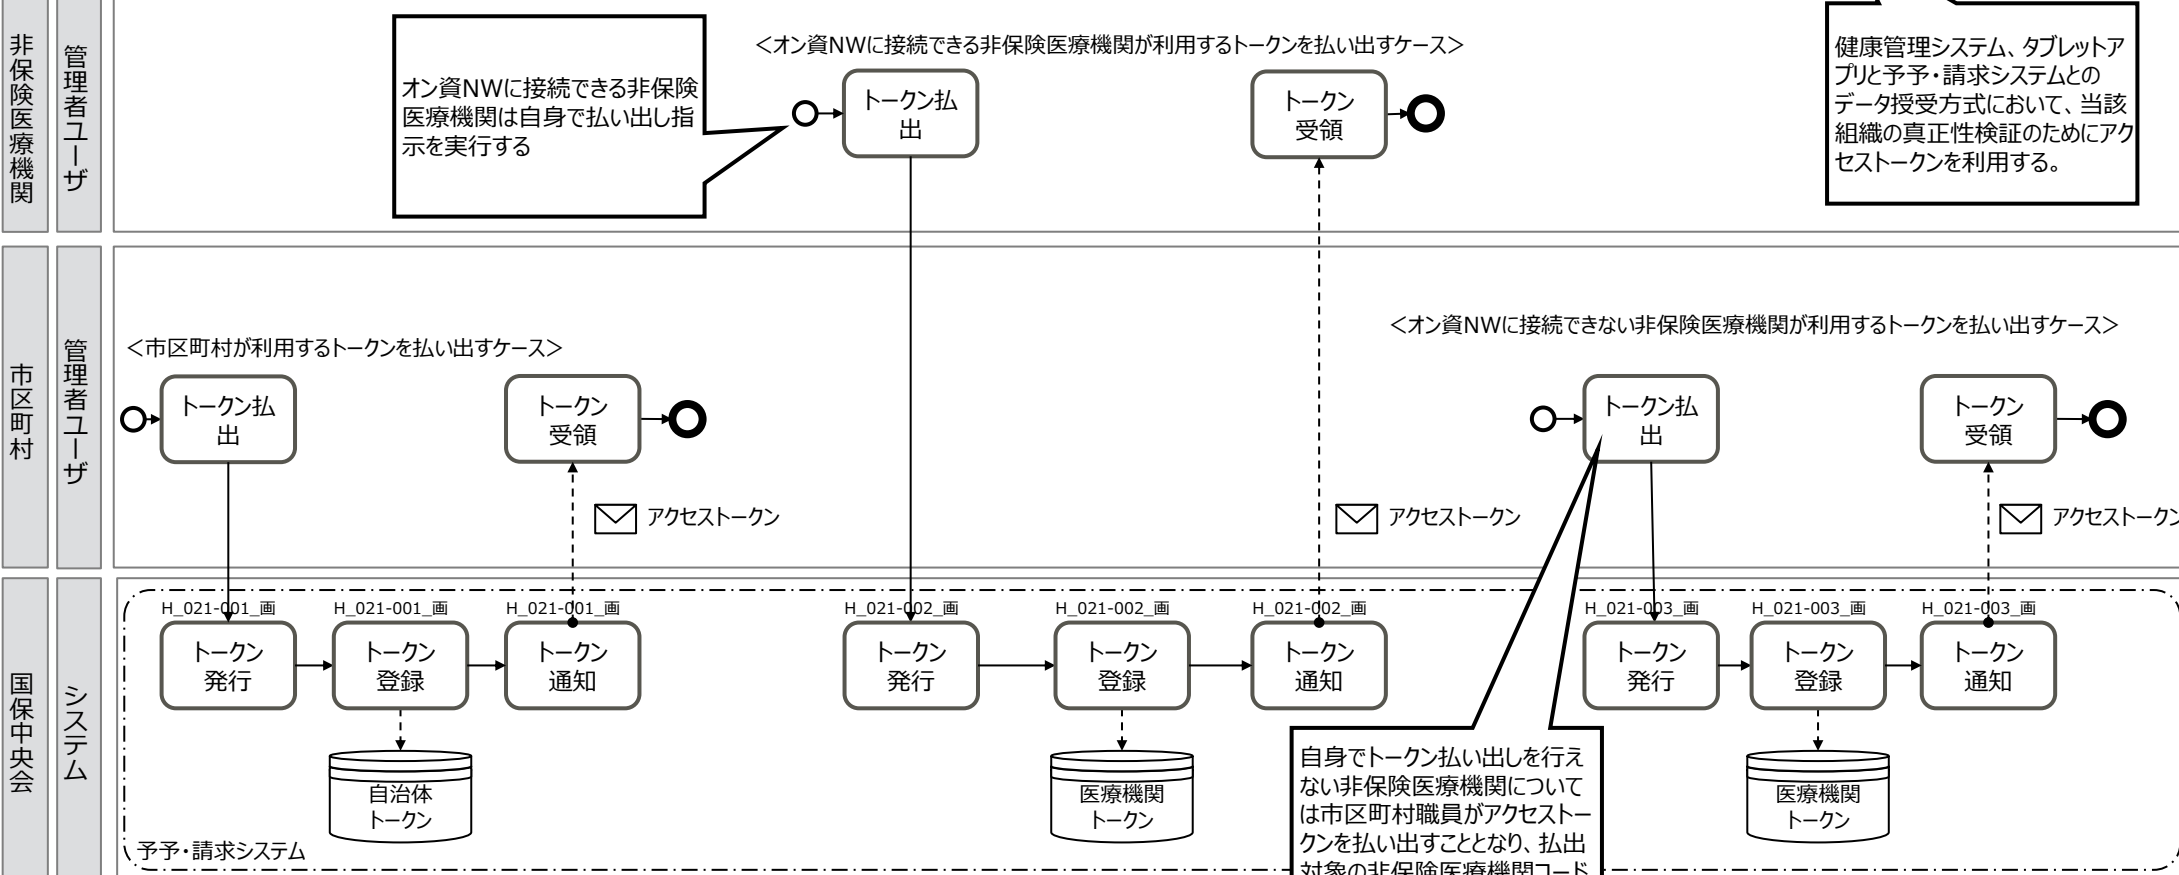 非保険医療機関
管理者ユーザ
オン資NWに接続できる非保険
医療機関は自身で払い出し指
示を実行する
＜オン資NWに接続できる非保険医療機関が利用するトークンを払い出すケース＞
トークン払
出
トークン
受領
健康管理システム、タブレットア
プリと予予・請求システムとの
データ授受方式において、当該
組織の真正性検証のためにアク
セストークンを利用する。
市区町村
管理者ユーザ
＜市区町村が利用するトークンを払い出すケース＞
トークン払
出
トークン
受領
アクセストークン
アクセストークン
＜オン資NWに接続できない非保険医療機関が利用するトークンを払い出すケース＞
トークン払
出
トークン
受領
アクセストークン
国保中央会
システム
H_021-001_画
トークン
発行
H_021-001_画
トークン
登録
H_021-001_画
トークン
通知
自治体
トークン
H_021-002_画
トークン
発行
H_021-002_画
トークン
登録
H_021-002_画
トークン
通知
医療機関
トークン
H_021-003_画
トークン
発行
H_021-003_画
トークン
登録
H_021-003_画
トークン
通知
医療機関
トークン
自身でトークン払い出しを行え
ない非保険医療機関について
は市区町村職員がアクセストー
クンを払い出すこととなり、払出
対象の非保険医療機関コード
予予・請求システム